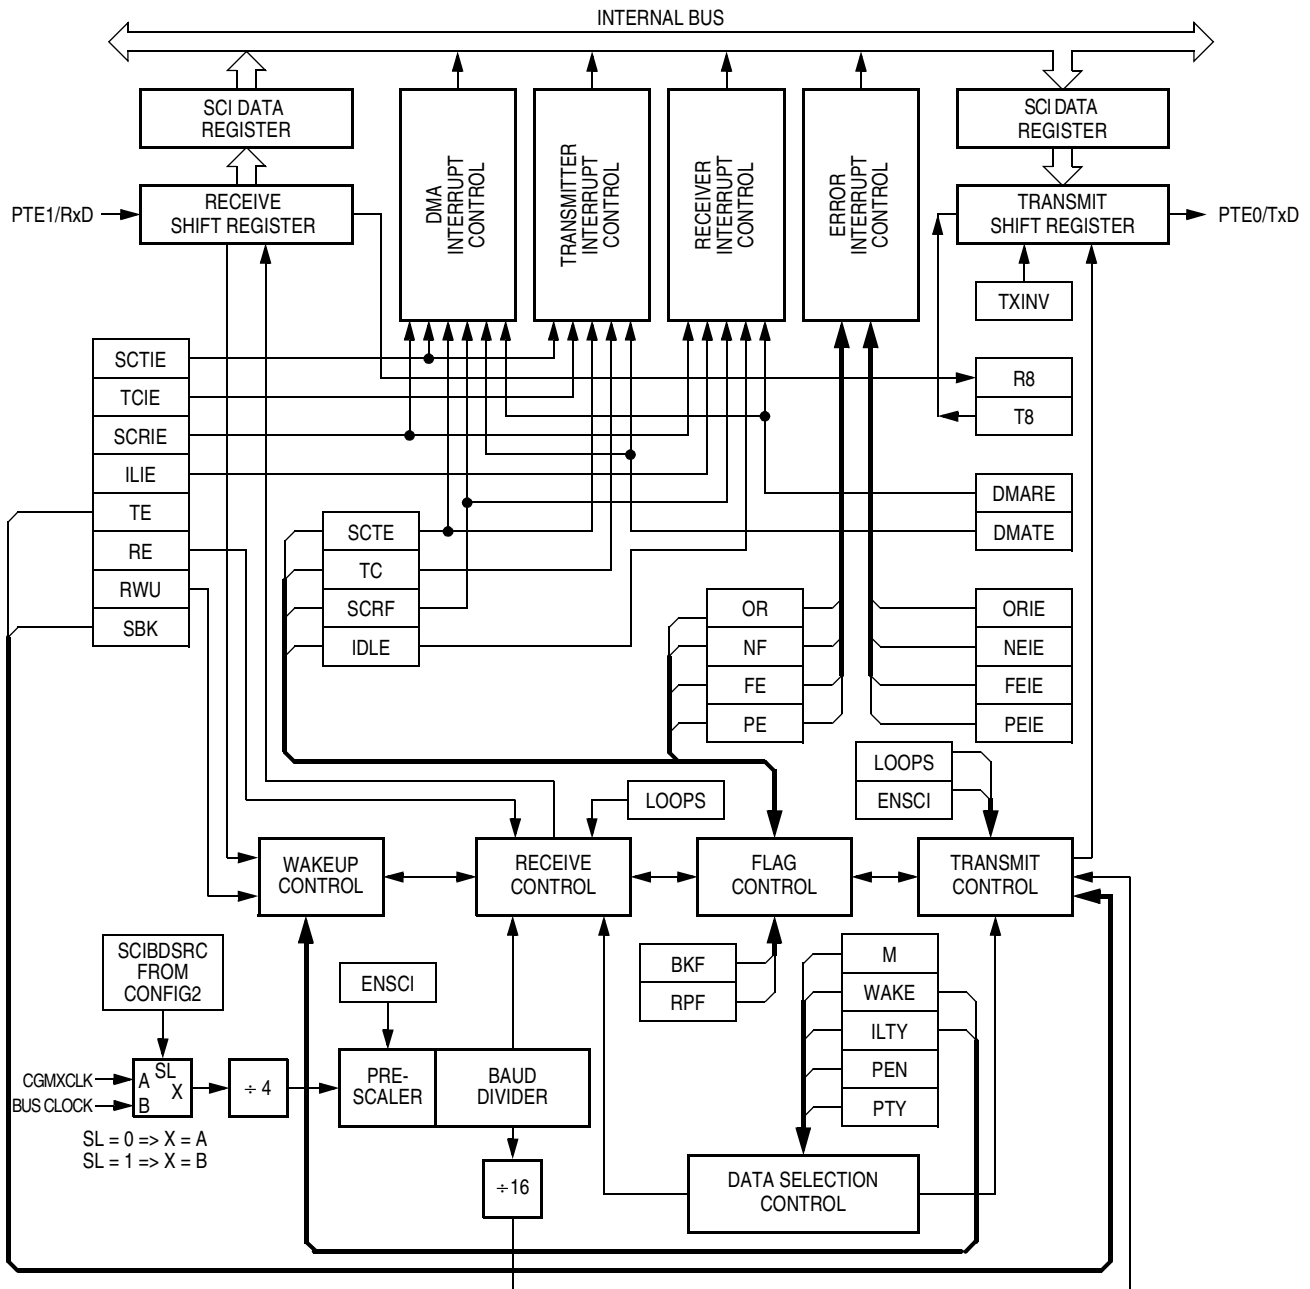 INTERNAL BUS
SCI DATA
REGISTER
DMA
INTERRUPT
CONTROL
TRANSMITTER
INTERRUPT
CONTROL
RECEIVER
INTERRUPT
CONTROL
ERROR
INTERRUPT
CONTROL
SCI DATA
REGISTER
PTE1/RxD
RECEIVE
SHIFT REGISTER
TRANSMIT
SHIFT REGISTER
PTE0/TxD
TXINV
SCTIE
TCIE
SCRIE
ILIE
TE
RE
RWU
SBK
R8
T8
DMARE
DMATE
SCTE
TC
SCRF
IDLE
OR
NF
FE
PE
ORIE
NEIE
FEIE
PEIE
LOOPS
ENSCI
LOOPS
WAKEUP
CONTROL
RECEIVE
CONTROL
FLAG
CONTROL
TRANSMIT
CONTROL
SCIBDSRC
FROM
CONFIG2
ENSCI
BKF
RPF
M
WAKE
ILTY
PEN
PTY
CGMXCLK
BUS CLOCK
A
SL
X
B
÷ 4
PRE-
SCALER
BAUD
DIVIDER
SL = 0 => X = A
SL = 1 => X = B
÷16
DATA SELECTION
CONTROL